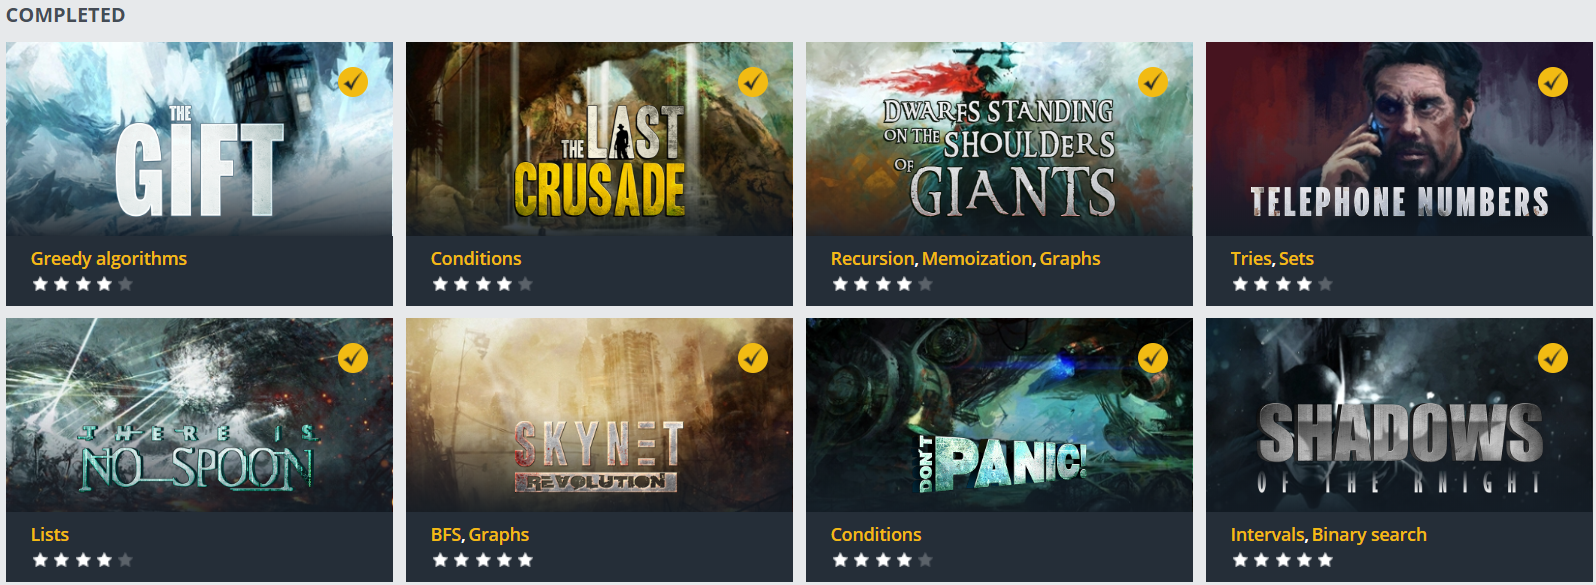 COMPLETED
THE
GIFT
Greedy algorithms
THE LAST
CRUSADE
Conditions
DWARFS STANDING
ON THE SHOULDERS
OF GIANTS
Recursion, Memoization, Graphs
TELEPHONE NUMBERS
Tries, Sets
THERE IS
NO SPOON
Lists
SKYNET
REVOLUTION
BFS, Graphs
DON'T PANIC!
Conditions
SHADOWS
OF THE KNIGHT
Intervals, Binary search